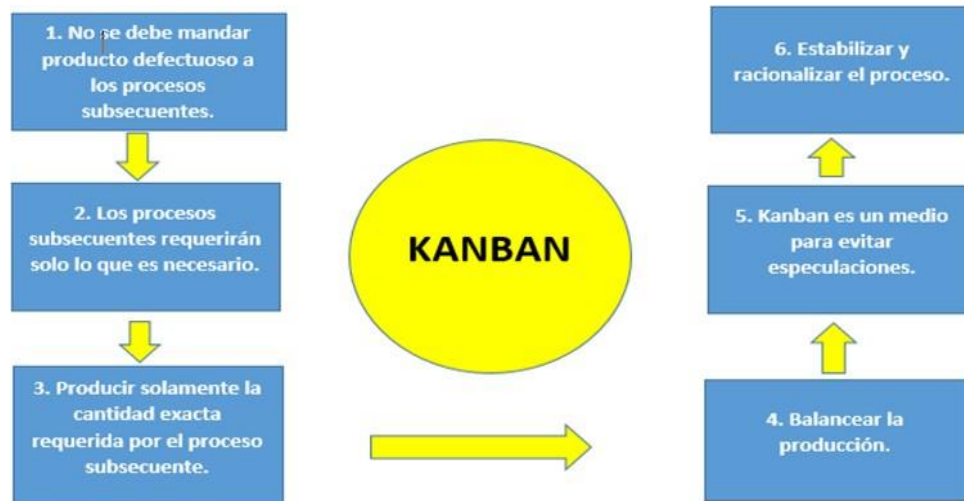 1. No se debe mandar
producto defectuoso a
los procesos
subsecuentes.
2. Los procesos
subsecuentes requerirán
solo lo que es necesario.
3. Producir solamente la
cantidad exacta
requerida por el proceso
subsecuente.
KANBAN
4. Balancear la
producción.
5. Kanban es un medio
para evitar
especulaciones.
6. Estabilizar y
racionalizar el proceso.